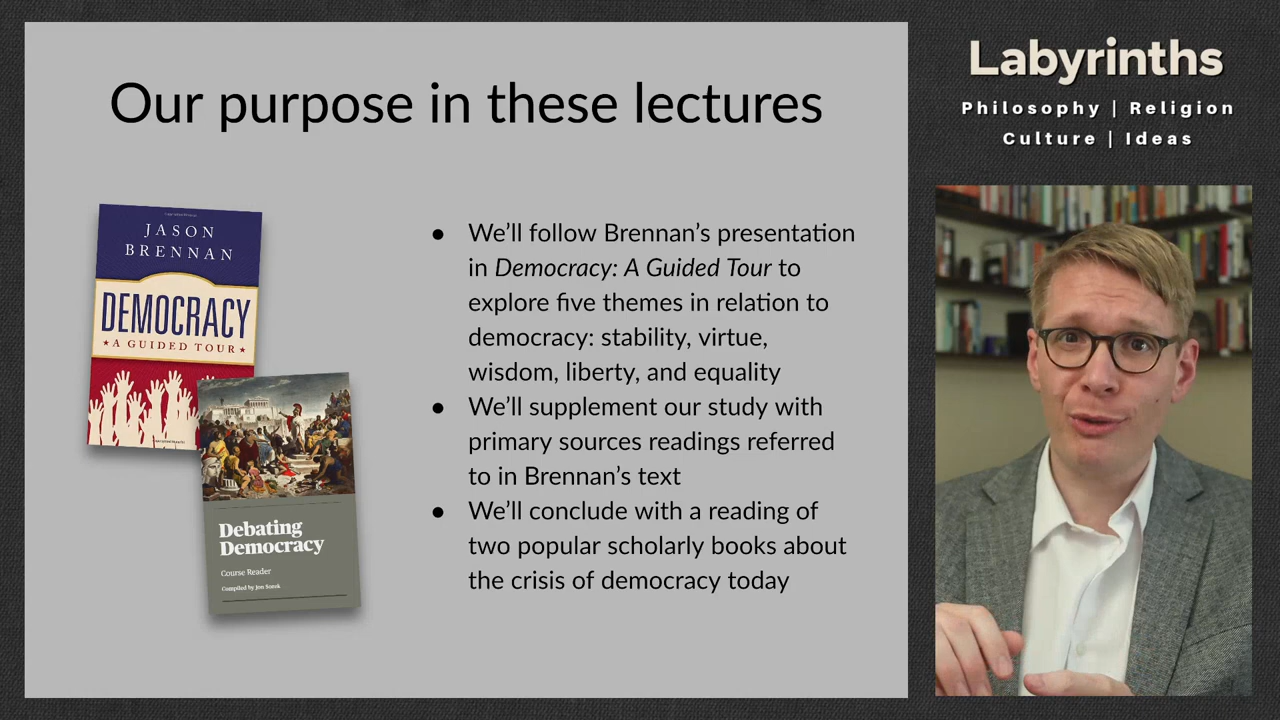 Our purpose in these lectures
JASON
BRENNAN
DEMOCRACY
★ A GUIDED TOUR ★
Debating
Democracy
Course Reader
Compiled by Jon
● We’ll follow Brennan’s presentation
in Democracy: A Guided Tour to
explore five themes in relation to
democracy: stability, virtue,
wisdom, liberty, and equality
● We’ll supplement our study with
primary sources readings referred
to in Brennan’s text
● We’ll conclude with a reading of
two popular scholarly books about
the crisis of democracy today
Labyrinths
Philosophy | Religion
Culture | Ideas